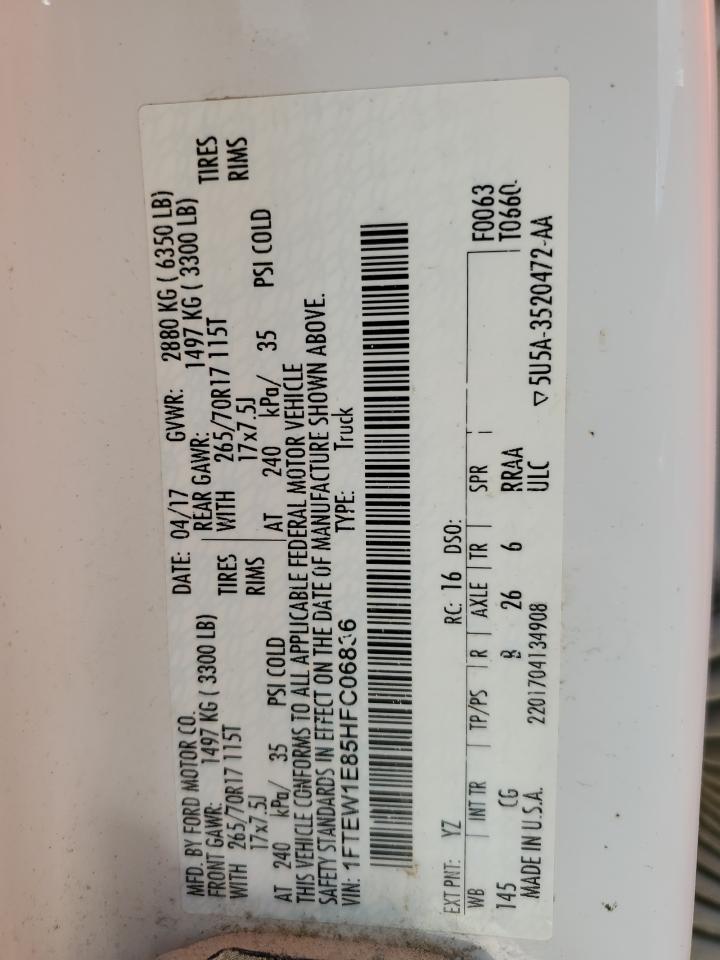 MFD. BY FORD MOTOR CO. DATE: 04/17 GVWR: 2880 KG ( 6350 LB)
FRONT GAWR: 1497 KG ( 3300 LB) REAR GAWR: 1497 KG ( 3300 LB)
WITH 265/70R17 115T TIRES WITH 265/70R17 115T TIRES
17x7.5J RIMS 17x7.5J RIMS
AT 240 kPa/ 35 PSI COLD AT 240 kPa/ 35 PSI COLD
THIS VEHICLE CONFORMS TO ALL APPLICABLE FEDERAL MOTOR VEHICLE
SAFETY STANDARDS IN EFFECT ON THE DATE OF MANUFACTURE SHOWN ABOVE.
VIN: 1FTEW1E85HFC06836 TYPE: Truck
EXT PNT: YZ RC: 16 DSO:
WB INT TR TP/PS R AXLE TR SPR F0063
145 CG B 26 6 RRAA T0660
MADE IN U.S.A. 2201704134908 ULC
▽ 5U5A-3520472-AA